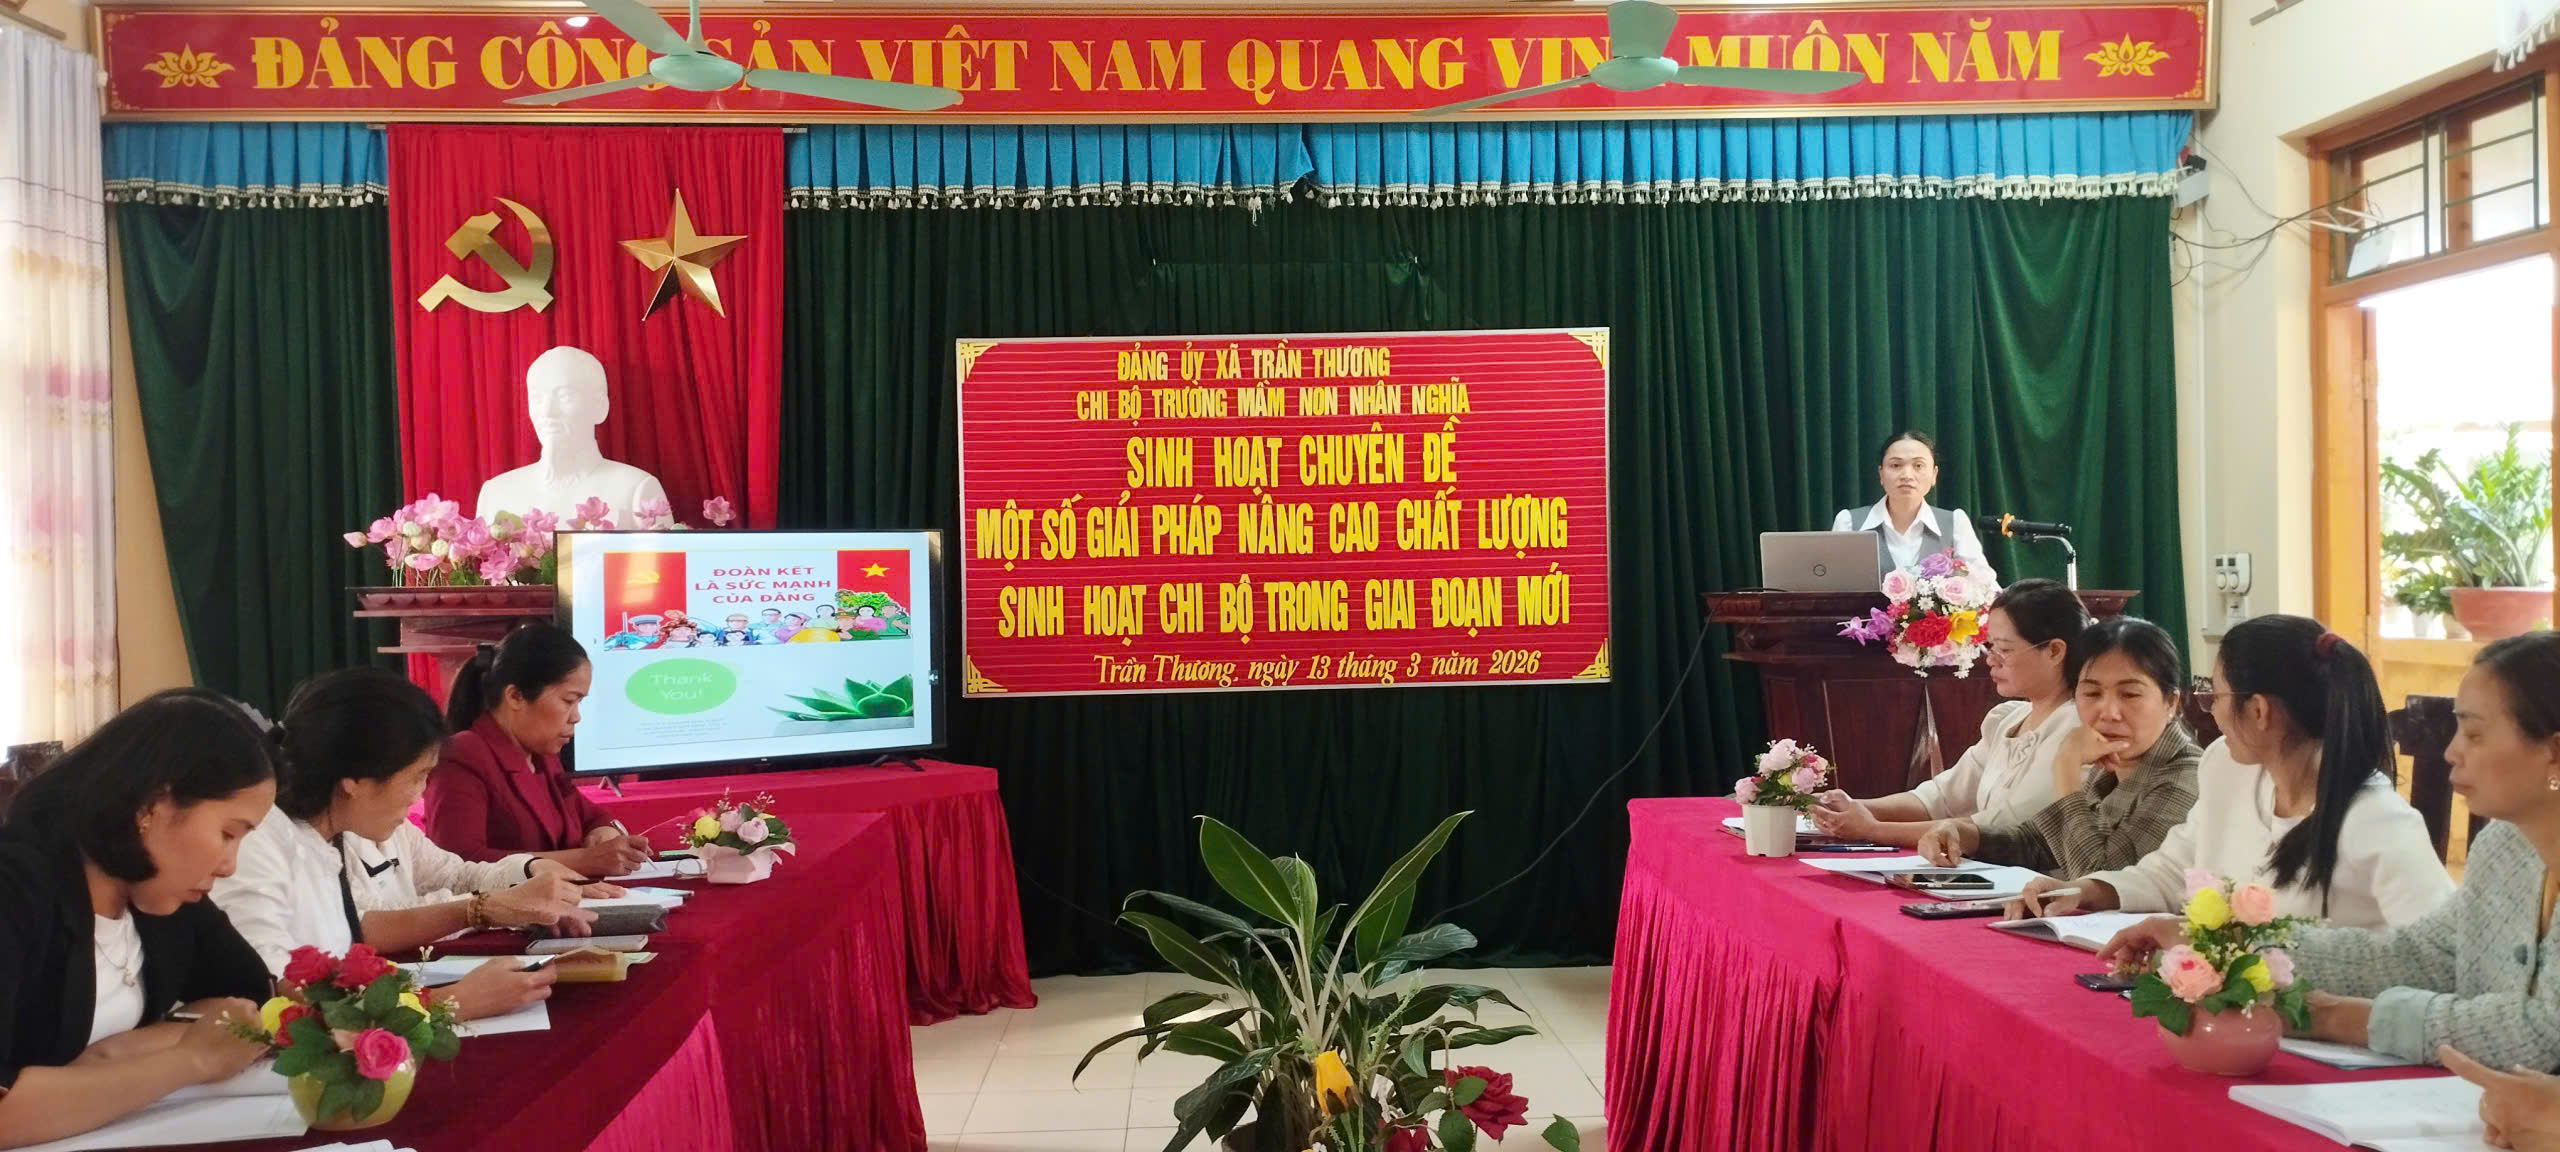 ĐẢNG CỘNG SẢN VIỆT NAM QUANG VINH MUÔN NĂM
ĐẢNG ỦY XÃ TRẦN THƯƠNG
CHI BỘ TRƯỜNG MẦM NON NHÂN NGHĨA
SINH HOẠT CHUYÊN ĐỀ
MỘT SỐ GIẢI PHÁP NÂNG CAO CHẤT LƯỢNG
SINH HOẠT CHI BỘ TRONG GIAI ĐOẠN MỚI
Trần Thương, ngày 13 tháng 3 năm 2026
ĐOÀN KẾT
LÀ SỨC MẠNH
CỦA ĐẢNG
Thank
You!